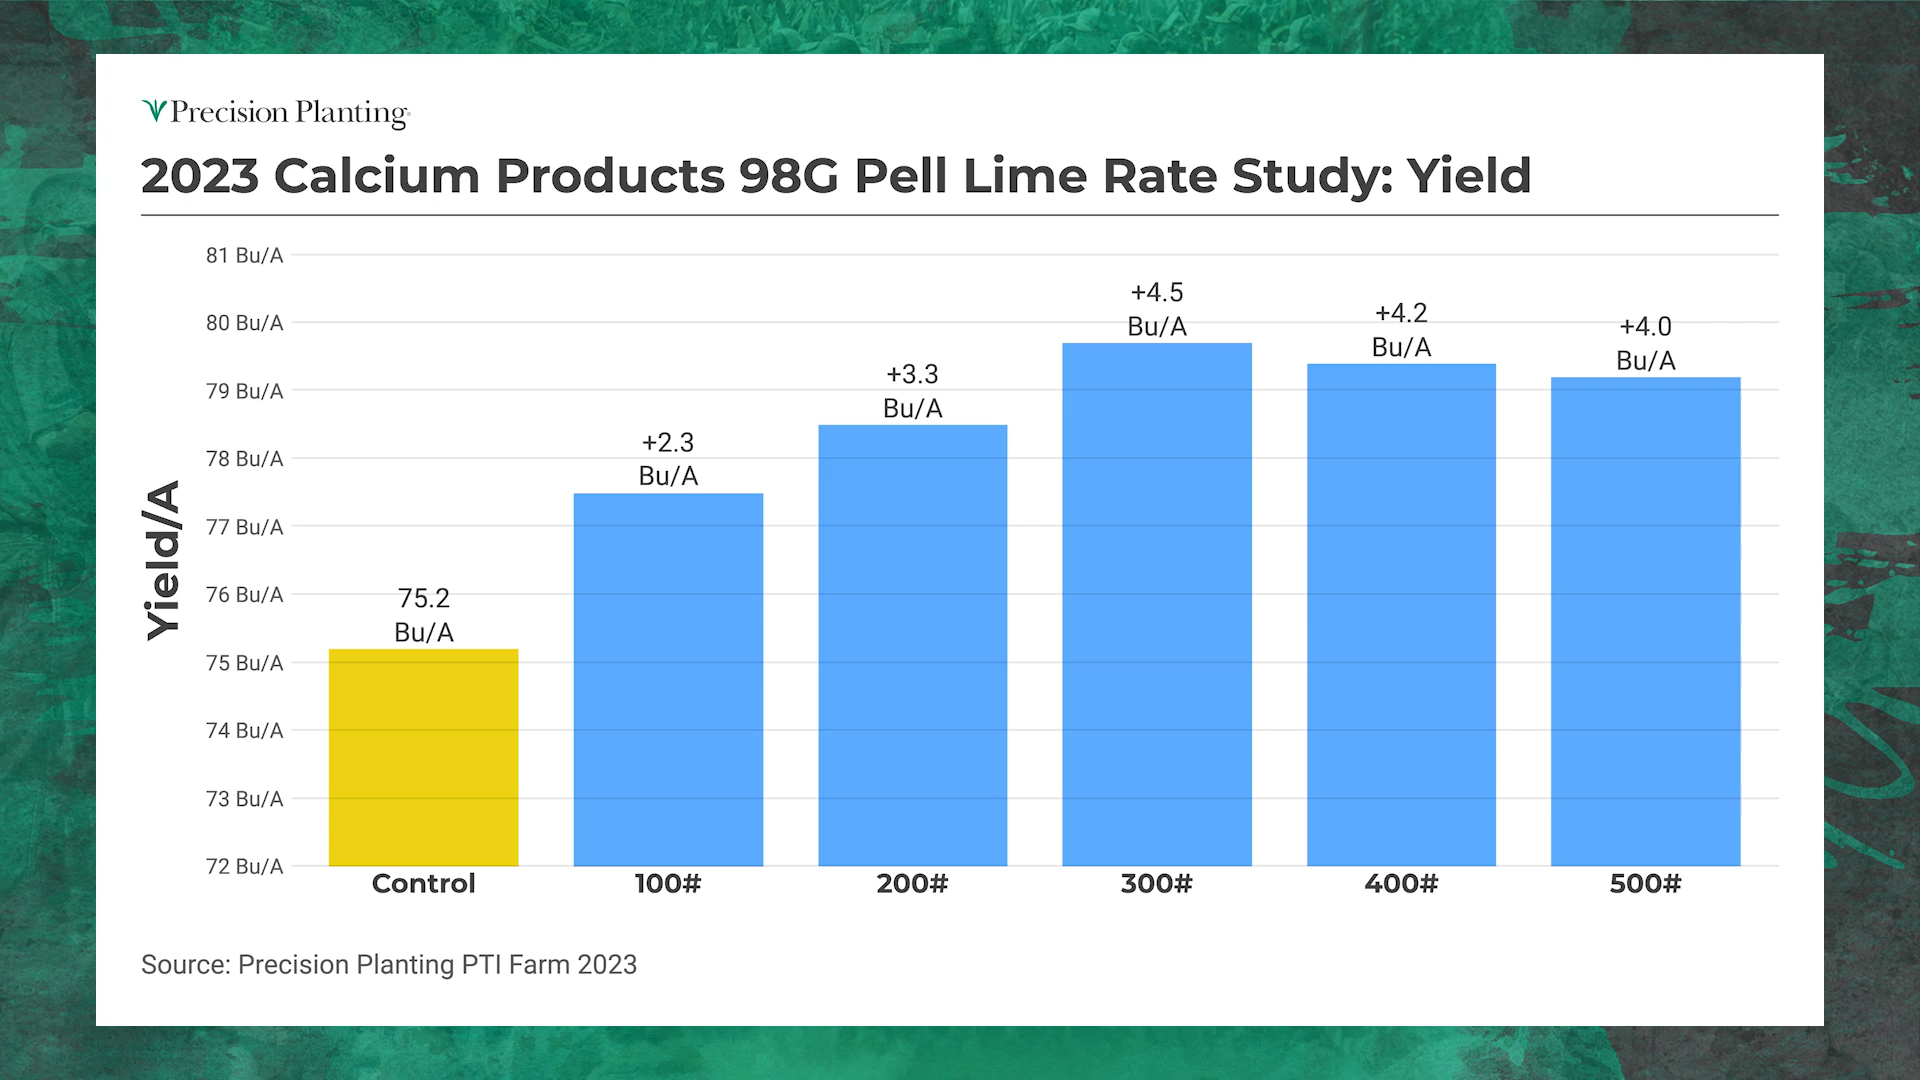 Precision Planting
2023 Calcium Products 98G Pell Lime Rate Study: Yield
Yield/A
81 Bu/A
80 Bu/A
79 Bu/A
78 Bu/A
77 Bu/A
76 Bu/A
75 Bu/A
74 Bu/A
73 Bu/A
72 Bu/A
75.2
Bu/A
+2.3
Bu/A
+3.3
Bu/A
+4.5
Bu/A
+4.2
Bu/A
+4.0
Bu/A
Control
100#
200#
300#
400#
500#
Source: Precision Planting PTI Farm 2023